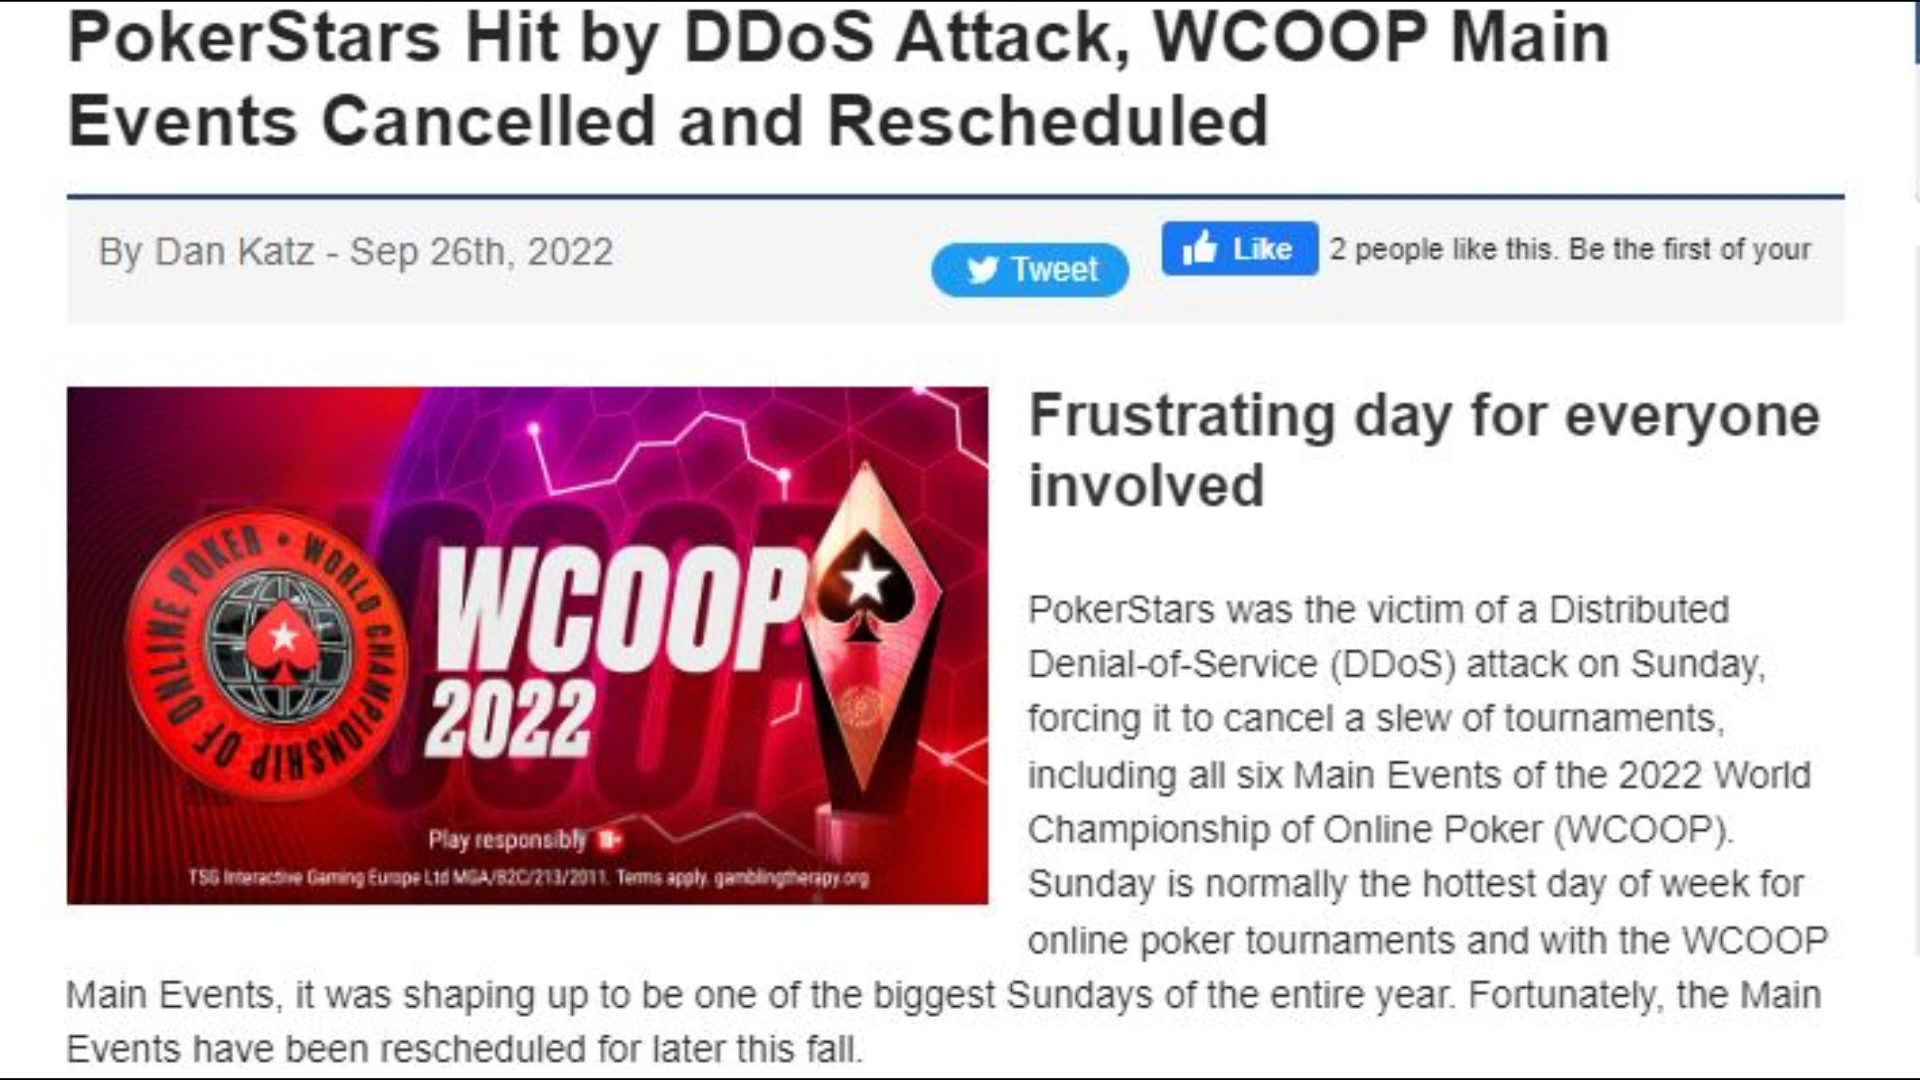 PokerStars Hit by DDoS Attack, WCOOP Main
Events Cancelled and Rescheduled
By Dan Katz - Sep 26th, 2022
Tweet
Like
2 people like this. Be the first of your
WORLD CHAMPIONSHIP OF ONLINE POKER •
WCOOP
2022
Play responsibly 18+
TSG Interactive Gaming Europe Ltd MGA/B2C/213/2011. Terms apply. gamblingtherapy.org
Frustrating day for everyone
involved
PokerStars was the victim of a Distributed
Denial-of-Service (DDoS) attack on Sunday,
forcing it to cancel a slew of tournaments,
including all six Main Events of the 2022 World
Championship of Online Poker (WCOOP).
Sunday is normally the hottest day of week for
online poker tournaments and with the WCOOP
Main Events, it was shaping up to be one of the biggest Sundays of the entire year. Fortunately, the Main
Events have been rescheduled for later this fall.